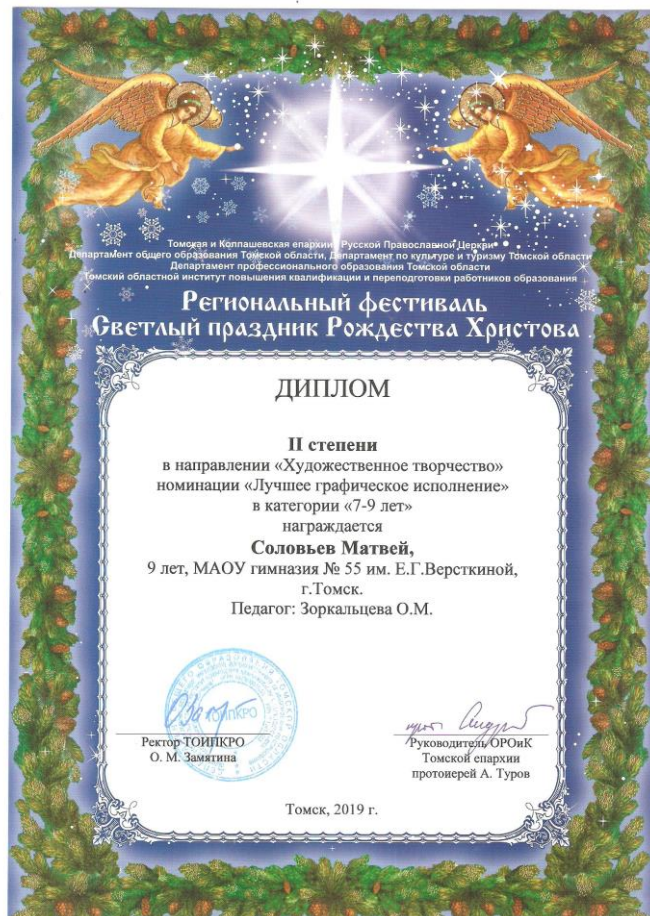 Томская и Колпашевская епархия Русской Православной Церкви
Департамент общего образования Томской области, Департамент по культуре и туризму Томской области
Департамент профессионального образования Томской области
Томский областной институт повышения квалификации и переподготовки работников образования
Региональный фестиваль
Светлый праздник Рождества Христова
ДИПЛОМ
II степени
в направлении «Художественное творчество»
номинации «Лучшее графическое исполнение»
в категории «7-9 лет»
награждается
Соловьев Матвей,
9 лет, МАОУ гимназия № 55 им. Е.Г.Версткиной,
г.Томск.
Педагог: Зоркальцева О.М.
ТОИПКРО
Ректор ТОИПКРО
О. М. Замятина
Руководитель ОРОиК
Томской епархии
протоиерей А. Туров
Томск, 2019 г.